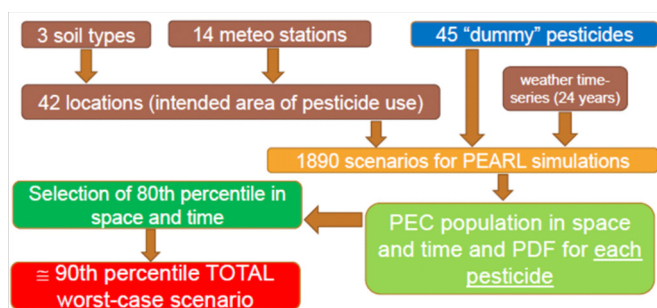 3 soil types
14 meteo stations
45 “dummy” pesticides
42 locations (intended area of pesticide use)
weather time-
series (24 years)
1890 scenarios for PEARL simulations
Selection of 80th percentile in
space and time
PEC population in space
and time and PDF for each
pesticide
≅ 90th percentile TOTAL
worst-case scenario